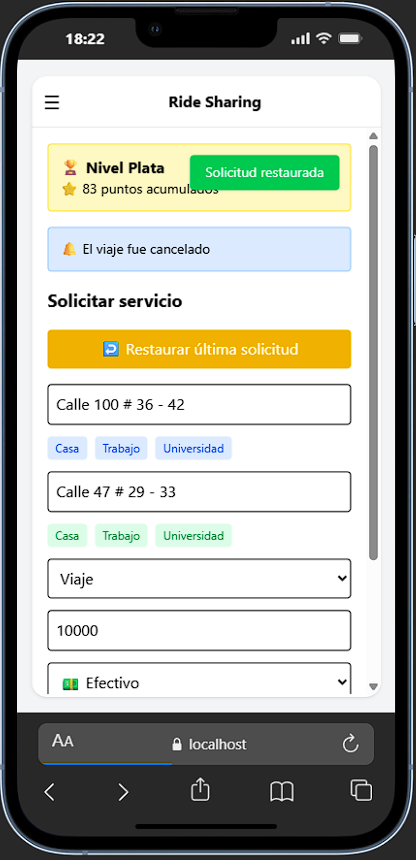 18:22
☰ Ride Sharing
🏆 Nivel Plata
Solicitud restaurada
⭐ 83 puntos acumulados
🔔 El viaje fue cancelado
Solicitar servicio
↩️ Restaurar última solicitud
Calle 100 # 36 - 42
Casa Trabajo Universidad
Calle 47 # 29 - 33
Casa Trabajo Universidad
Viaje
10000
💵 Efectivo
AA localhost